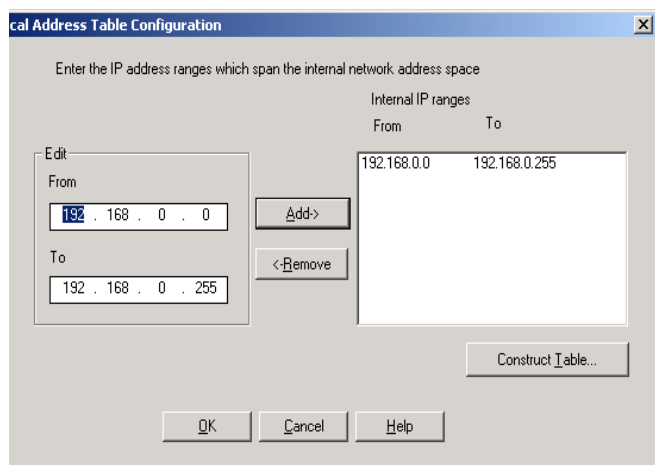 cal Address Table Configuration
Enter the IP address ranges which span the internal network address space
Internal IP ranges
From To
192.168.0.0 192.168.0.255
Edit
From
192 . 168 . 0 . 0
To
192 . 168 . 0 . 255
Add->
<-Remove
Construct Table...
OK Cancel Help